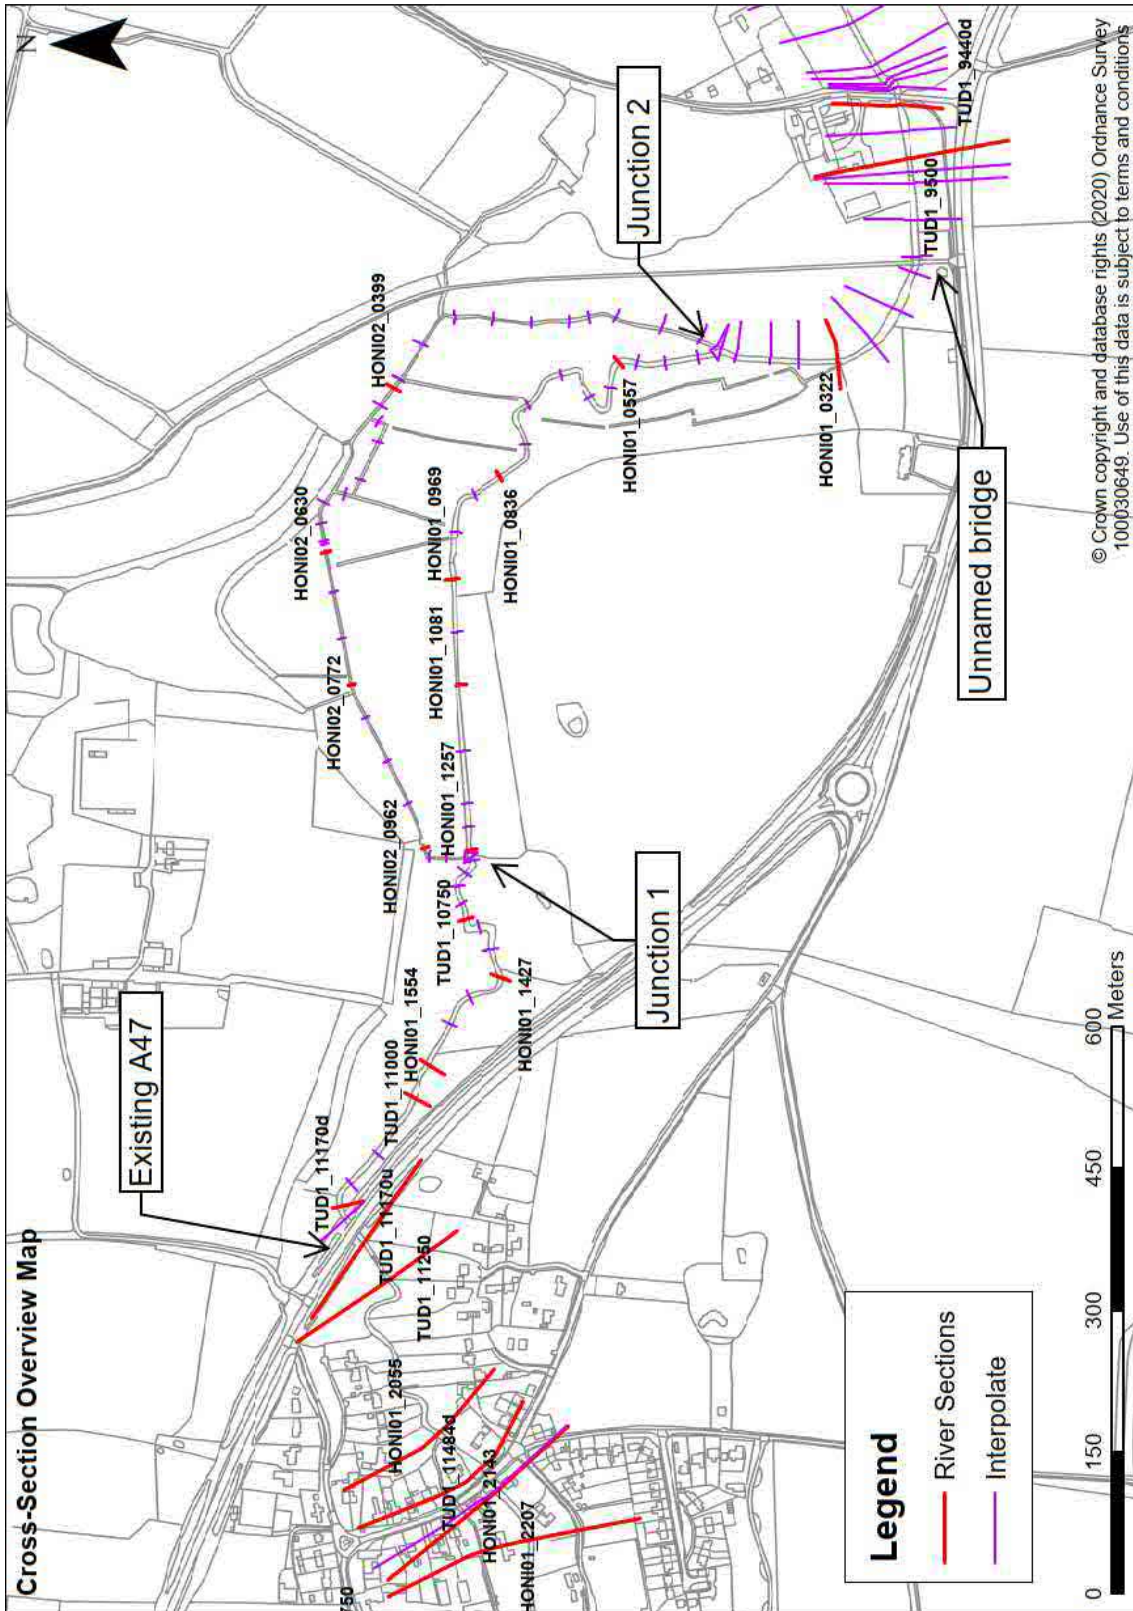 Cross-Section Overview Map
N
Existing A47
Junction 1
Junction 2
Unnamed bridge
HONI01_2207
HONI01_2143
TUD1_11484d
HONI01_2055
TUD1_11250
TUD1_11170u
TUD1_11170d
TUD1_11000
HONI01_1554
HONI01_1427
TUD1_10750
HONI02_0962
HONI01_1257
HONI02_0772
HONI01_1081
HONI02_0630
HONI01_0969
HONI01_0836
HONI02_0399
HONI01_0557
HONI01_0322
TUD1_9500
TUD1_9440d
Legend
River Sections
Interpolate
0 150 300 450 600
Meters
© Crown copyright and database rights (2020) Ordnance Survey
100030649. Use of this data is subject to terms and conditions